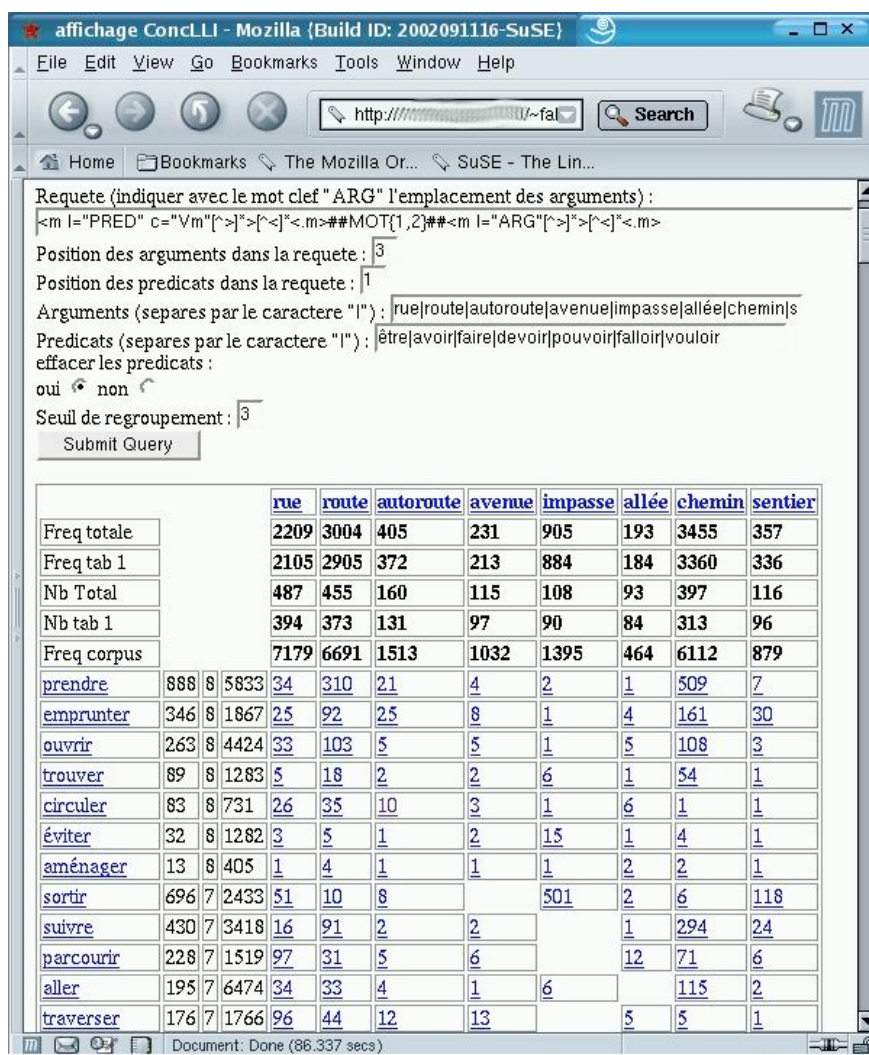 affichage ConcLLI - Mozilla {Build ID: 2002091116-SuSE}
File Edit View Go Bookmarks Tools Window Help
http:// /~fal Search
Home Bookmarks The Mozilla Or... SuSE - The Lin...
Requete (indiquer avec le mot clef "ARG" l'emplacement des arguments) :
<m l="PRED" c="Vm"[^>]*>[^<]*<.m>##MOT{1,2}##<m l="ARG"[^>]*>[^<]*<.m>
Position des arguments dans la requete : 3
Position des predicats dans la requete : 1
Arguments (separes par le caractere "|") : rue|route|autoroute|avenue|impasse|allée|chemin|s
Predicats (separes par le caractere "|") : être|avoir|faire|devoir|pouvoir|falloir|vouloir
effacer les predicats :
oui non
Seuil de regroupement : 3
Submit Query
rue route autoroute avenue impasse allée chemin sentier
Freq totale 2209 3004 405 231 905 193 3455 357
Freq tab 1 2105 2905 372 213 884 184 3360 336
Nb Total 487 455 160 115 108 93 397 116
Nb tab 1 394 373 131 97 90 84 313 96
Freq corpus 7179 6691 1513 1032 1395 464 6112 879
prendre 888 8 5833 34 310 21 4 2 1 509 7
emprunter 346 8 1867 25 92 25 8 1 4 161 30
ouvrir 263 8 4424 33 103 5 5 1 5 108 3
trouver 89 8 1283 5 18 2 2 6 1 54 1
circuler 83 8 731 26 35 10 3 1 6 1 1
éviter 32 8 1282 3 5 1 2 15 1 4 1
aménager 13 8 405 1 4 1 1 1 2 2 1
sortir 696 7 2433 51 10 8 501 2 6 118
suivre 430 7 3418 16 91 2 2 1 294 24
parcourir 228 7 1519 97 31 5 6 12 71 6
aller 195 7 6474 34 33 4 1 6 115 2
traverser 176 7 1766 96 44 12 13 5 5 1
Document: Done (86.337 secs)